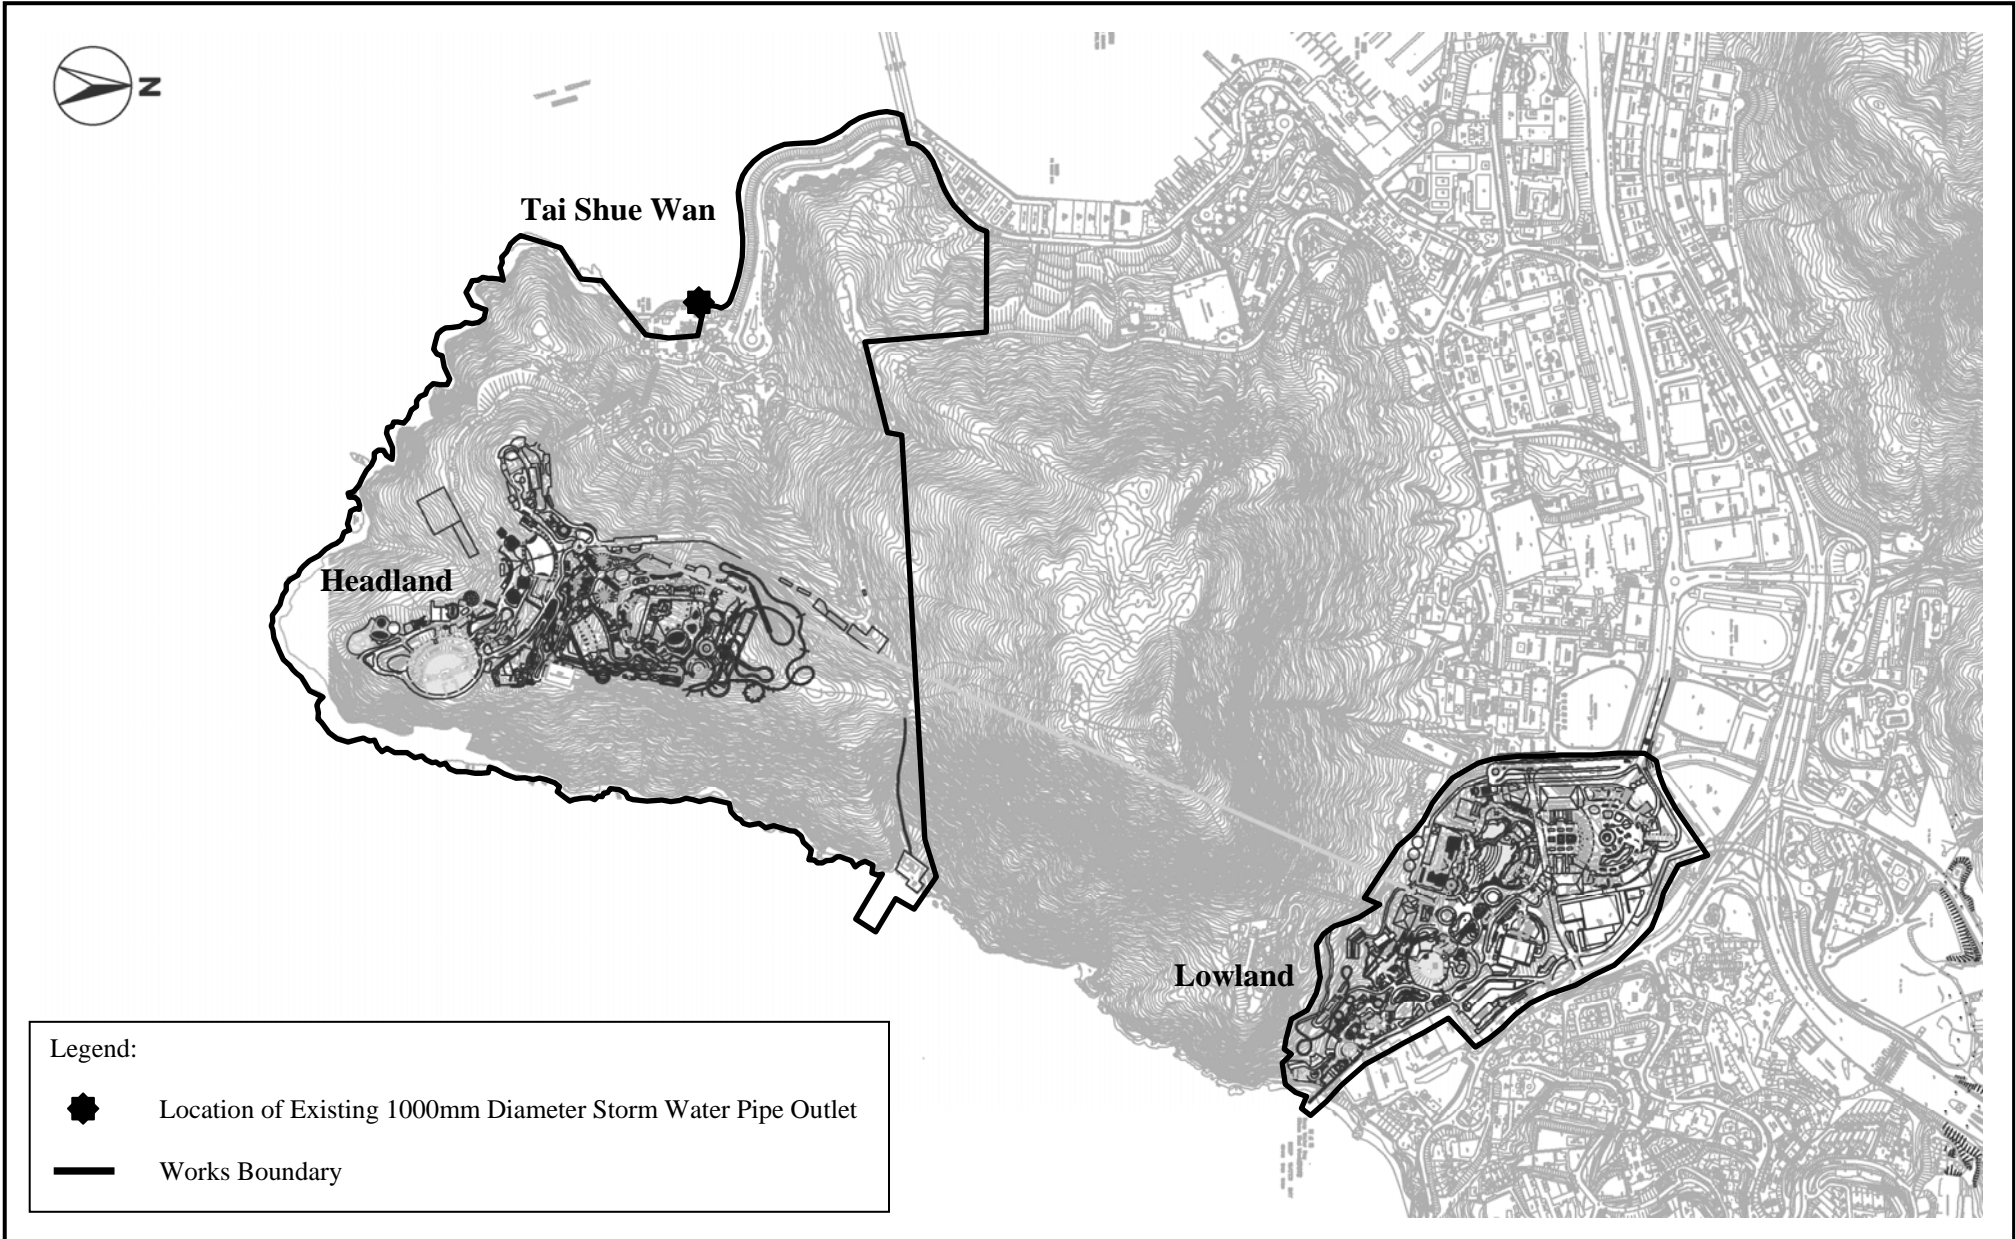 N
Tai Shue Wan
Headland
Lowland
Legend:
Location of Existing 1000mm Diameter Storm Water Pipe Outlet
Works Boundary